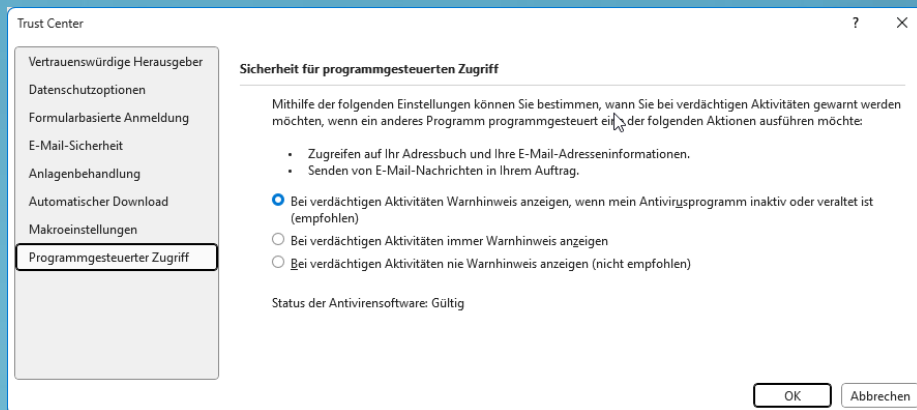 Trust Center
?
Vertrauenswürdige Herausgeber
Datenschutzoptionen
Formularbasierte Anmeldung
E-Mail-Sicherheit
Anlagenbehandlung
Automatischer Download
Makroeinstellungen
Programmgesteuerter Zugriff
Sicherheit für programmgesteuerten Zugriff
Mithilfe der folgenden Einstellungen können Sie bestimmen, wann Sie bei verdächtigen Aktivitäten gewarnt werden
möchten, wenn ein anderes Programm programmgesteuert eine der folgenden Aktionen ausführen möchte:
• Zugreifen auf Ihr Adressbuch und Ihre E-Mail-Adresseninformationen.
• Senden von E-Mail-Nachrichten in Ihrem Auftrag.
Bei verdächtigen Aktivitäten Warnhinweis anzeigen, wenn mein Antivirusprogramm inaktiv oder veraltet ist
(empfohlen)
Bei verdächtigen Aktivitäten immer Warnhinweis anzeigen
Bei verdächtigen Aktivitäten nie Warnhinweis anzeigen (nicht empfohlen)
Status der Antivirensoftware: Gültig
OK
Abbrechen